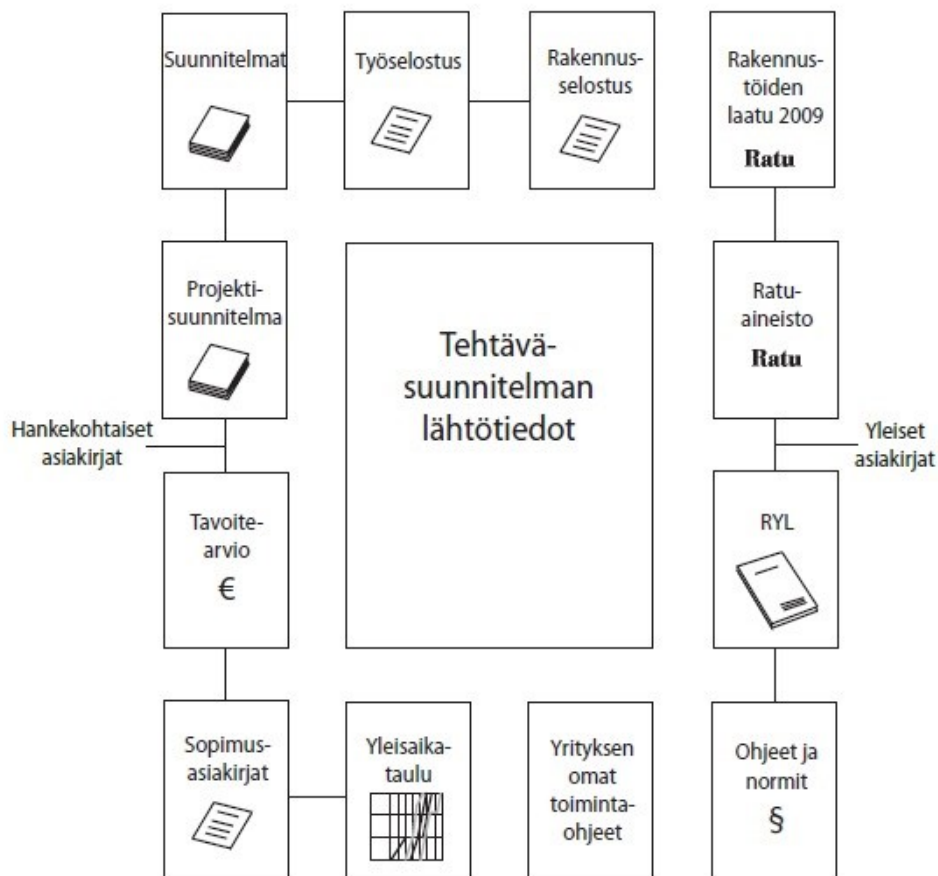 Suunnitelmat
Työselostus
Rakennus-
selostus
Rakennus-
töiden
laatu 2009
Ratu
Projekti-
suunnitelma
Tehtävä-
suunnitelman
lähtötiedot
Ratu-
aineisto
Ratu
Hankekohtaiset
asiakirjat
Yleiset
asiakirjat
Tavoite-
arvio
€
RYL
Sopimus-
asiakirjat
Yleisaika-
taulu
Yrityksen
omat
toiminta-
ohjeet
Ohjeet ja
normit
§